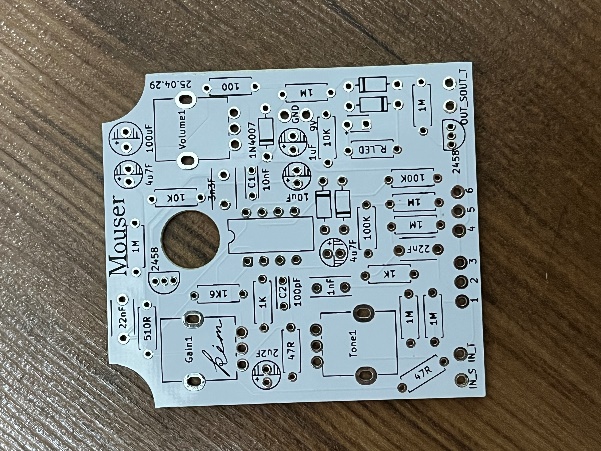 Mouser
22nF
1M
4u7F
100uF
510R
2458
10K
25.04.29
Gain1
Volume1
kim
1K6
3n3F
100
2u2F
1K
C1
1N4007
10nF
C2
47R
100pF
10uF
1uF
GND
9v
1M
1nF
10K
4u7F
Tone1
100K
R_LED
1K
47R
1M
22nF
1M
1M
100K
1M
1M
2458
IN_S
IN_T
1
2
3
4
5
6
OUT_S
OUT_T